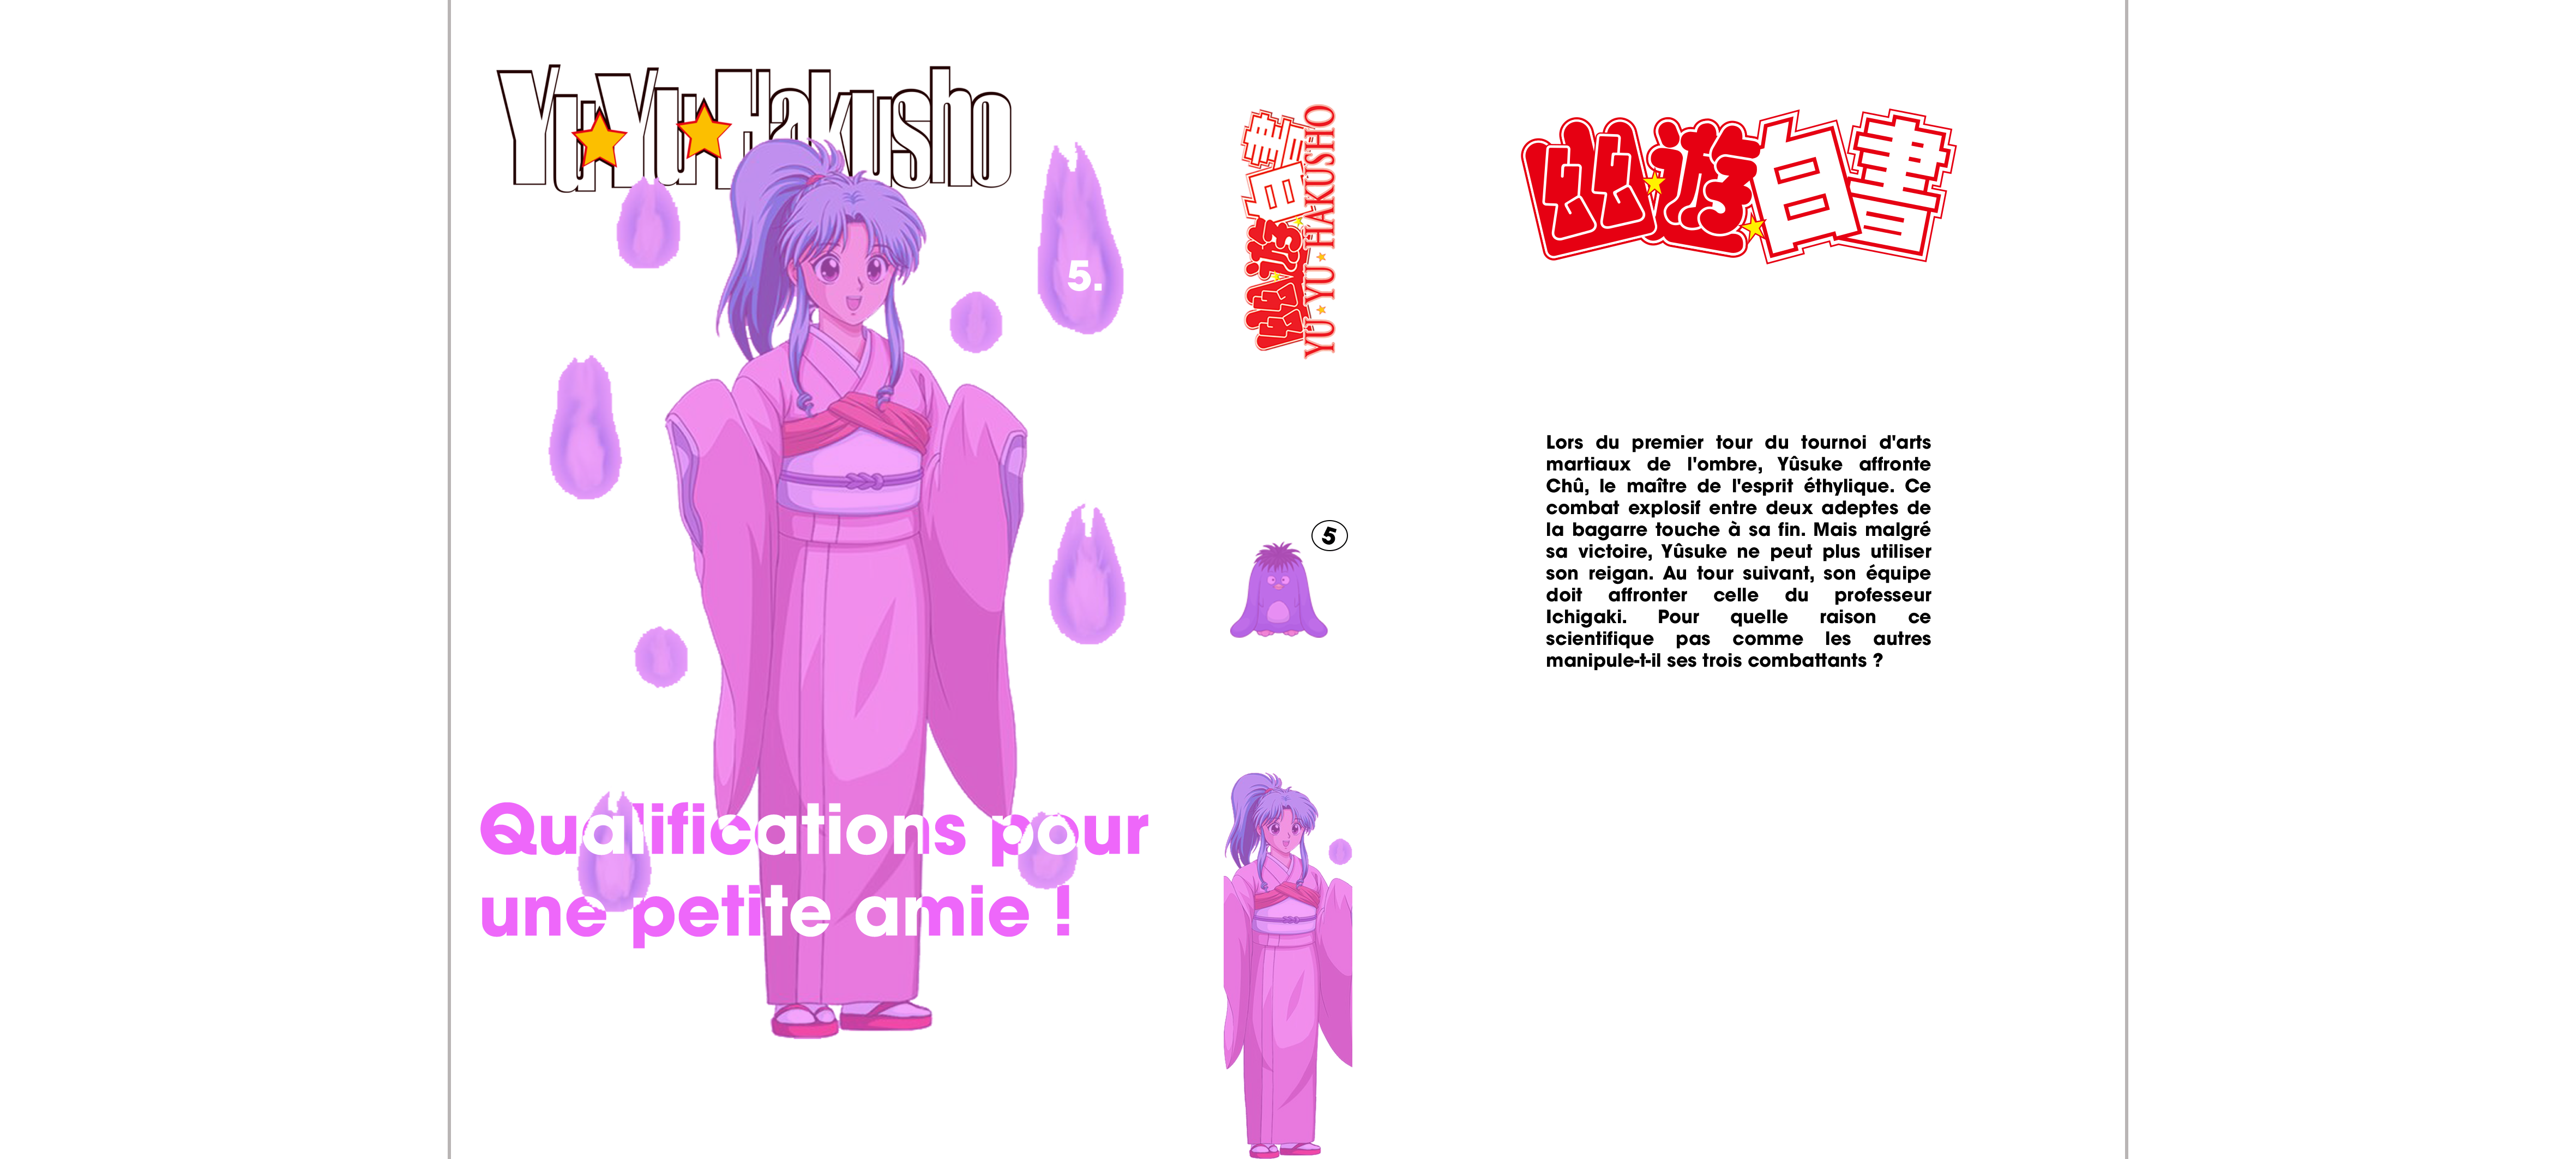 Yu★Yu★Hakusho
5.
Qualifications pour
une petite amie !
幽★遊★白書
YU★YU★HAKUSHO
5
幽★遊★白書
Lors du premier tour du tournoi d'arts
martiaux de l'ombre, Yûsuke affronte
Chû, le maître de l'esprit éthylique. Ce
combat explosif entre deux adeptes de
la bagarre touche à sa fin. Mais malgré
sa victoire, Yûsuke ne peut plus utiliser
son reigan. Au tour suivant, son équipe
doit affronter celle du professeur
Ichigaki. Pour quelle raison ce
scientifique pas comme les autres
manipule-t-il ses trois combattants ?